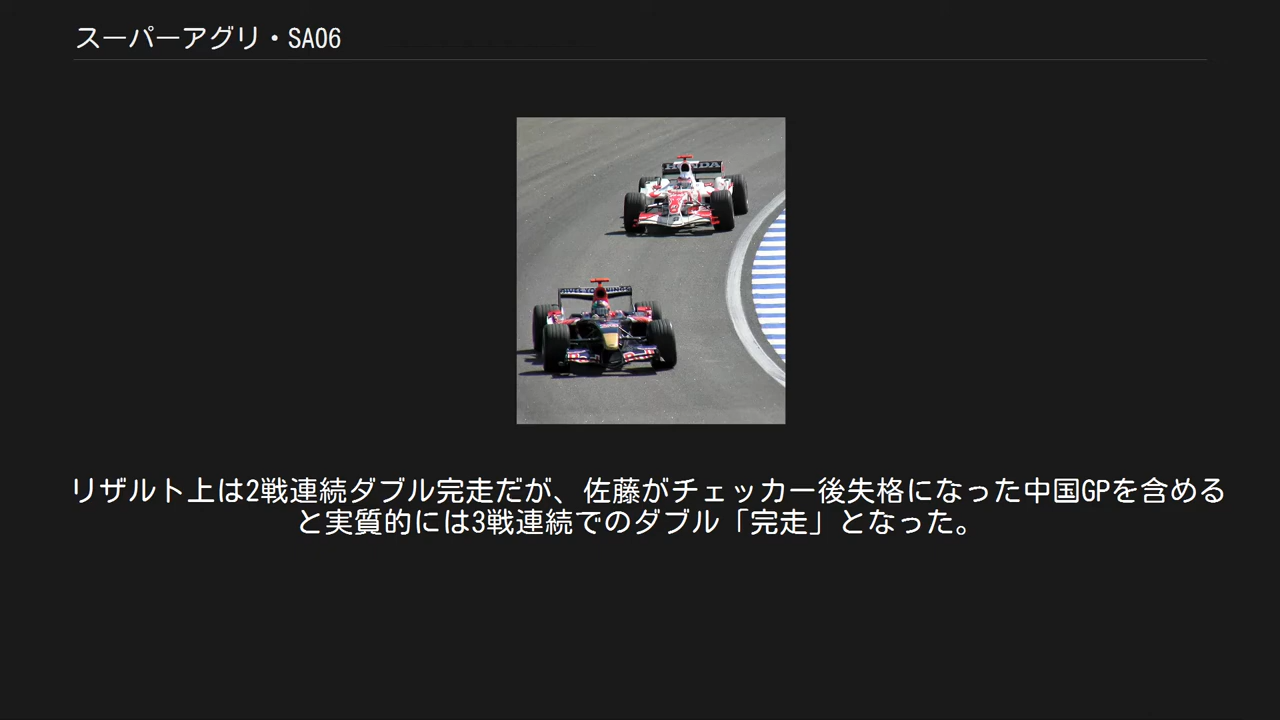 スーパーアグリ・SA06
HONDA
リザルト上は2戦連続ダブル完走だが、佐藤がチェッカー後失格になった中国GPを含める
と実質的には3戦連続でのダブル「完走」となった。